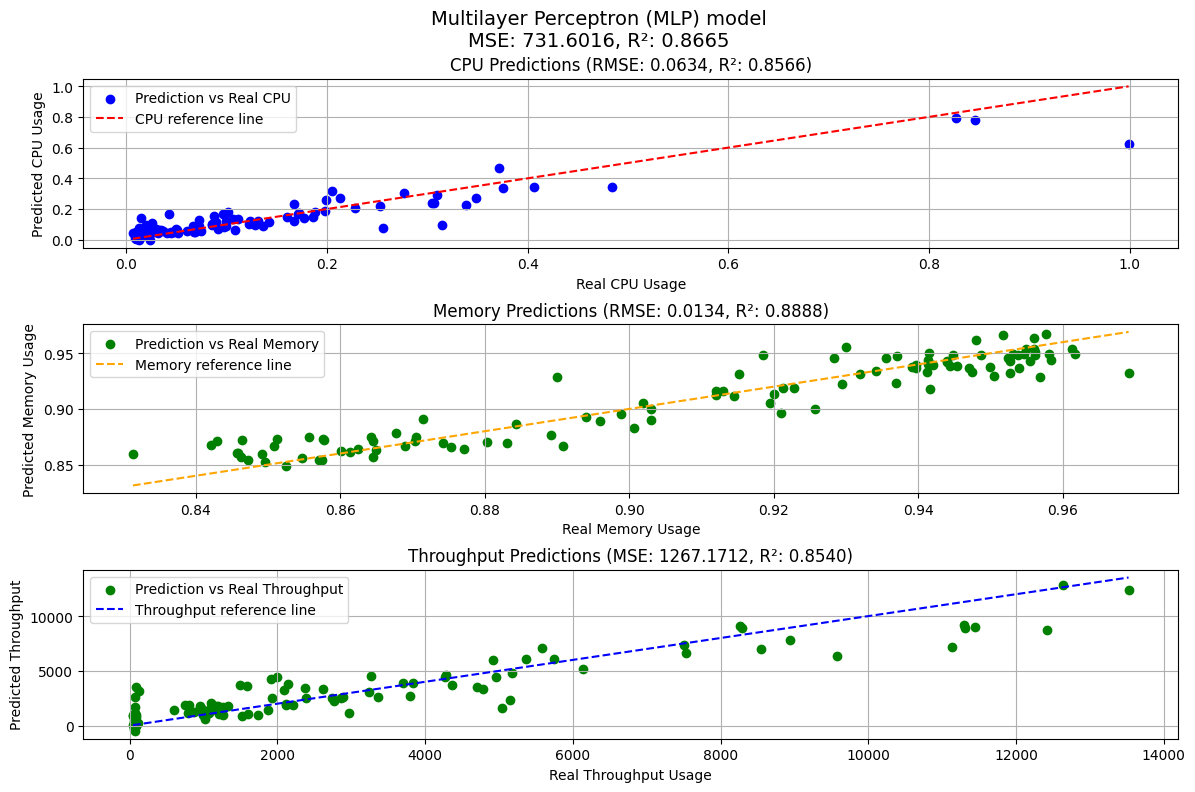 Multilayer Perceptron (MLP) model
MSE: 731.6016, R²: 0.8665
CPU Predictions (RMSE: 0.0634, R²: 0.8566)
Predicted CPU Usage
1.0
0.8
0.6
0.4
0.2
0.0
Prediction vs Real CPU
CPU reference line
0.0 0.2 0.4 0.6 0.8 1.0
Real CPU Usage
Memory Predictions (RMSE: 0.0134, R²: 0.8888)
Predicted Memory Usage
0.95
0.90
0.85
Prediction vs Real Memory
Memory reference line
0.84 0.86 0.88 0.90 0.92 0.94 0.96
Real Memory Usage
Throughput Predictions (MSE: 1267.1712, R²: 0.8540)
Predicted Throughput
10000
5000
0
Prediction vs Real Throughput
Throughput reference line
0 2000 4000 6000 8000 10000 12000 14000
Real Throughput Usage